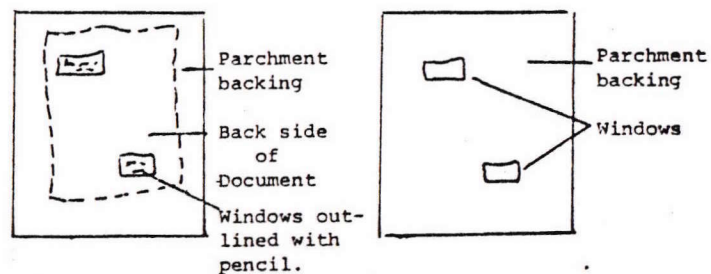 Parchment
backing
Back side
of
Document
Windows out-
lined with
pencil.
Parchment
backing
Windows